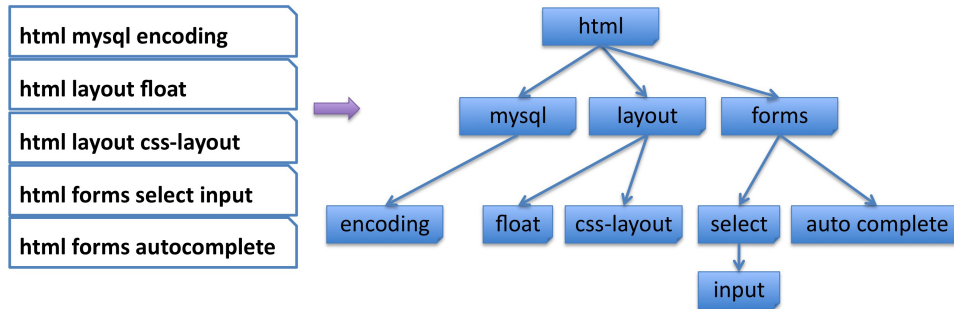 html mysql encoding
html layout float
html layout css-layout
html forms select input
html forms autocomplete
html
mysql
layout
forms
encoding
float
css-layout
select
auto complete
input